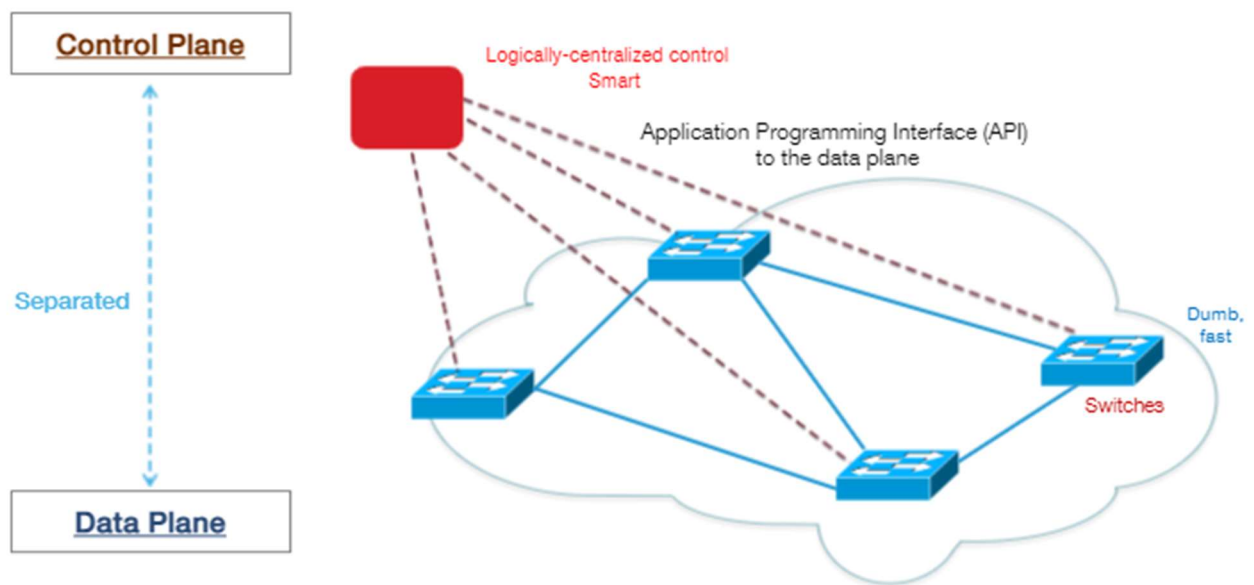 Control Plane
Logically-centralized control
Smart
Application Programming Interface (API)
to the data plane
Separated
Dumb,
fast
Switches
Data Plane